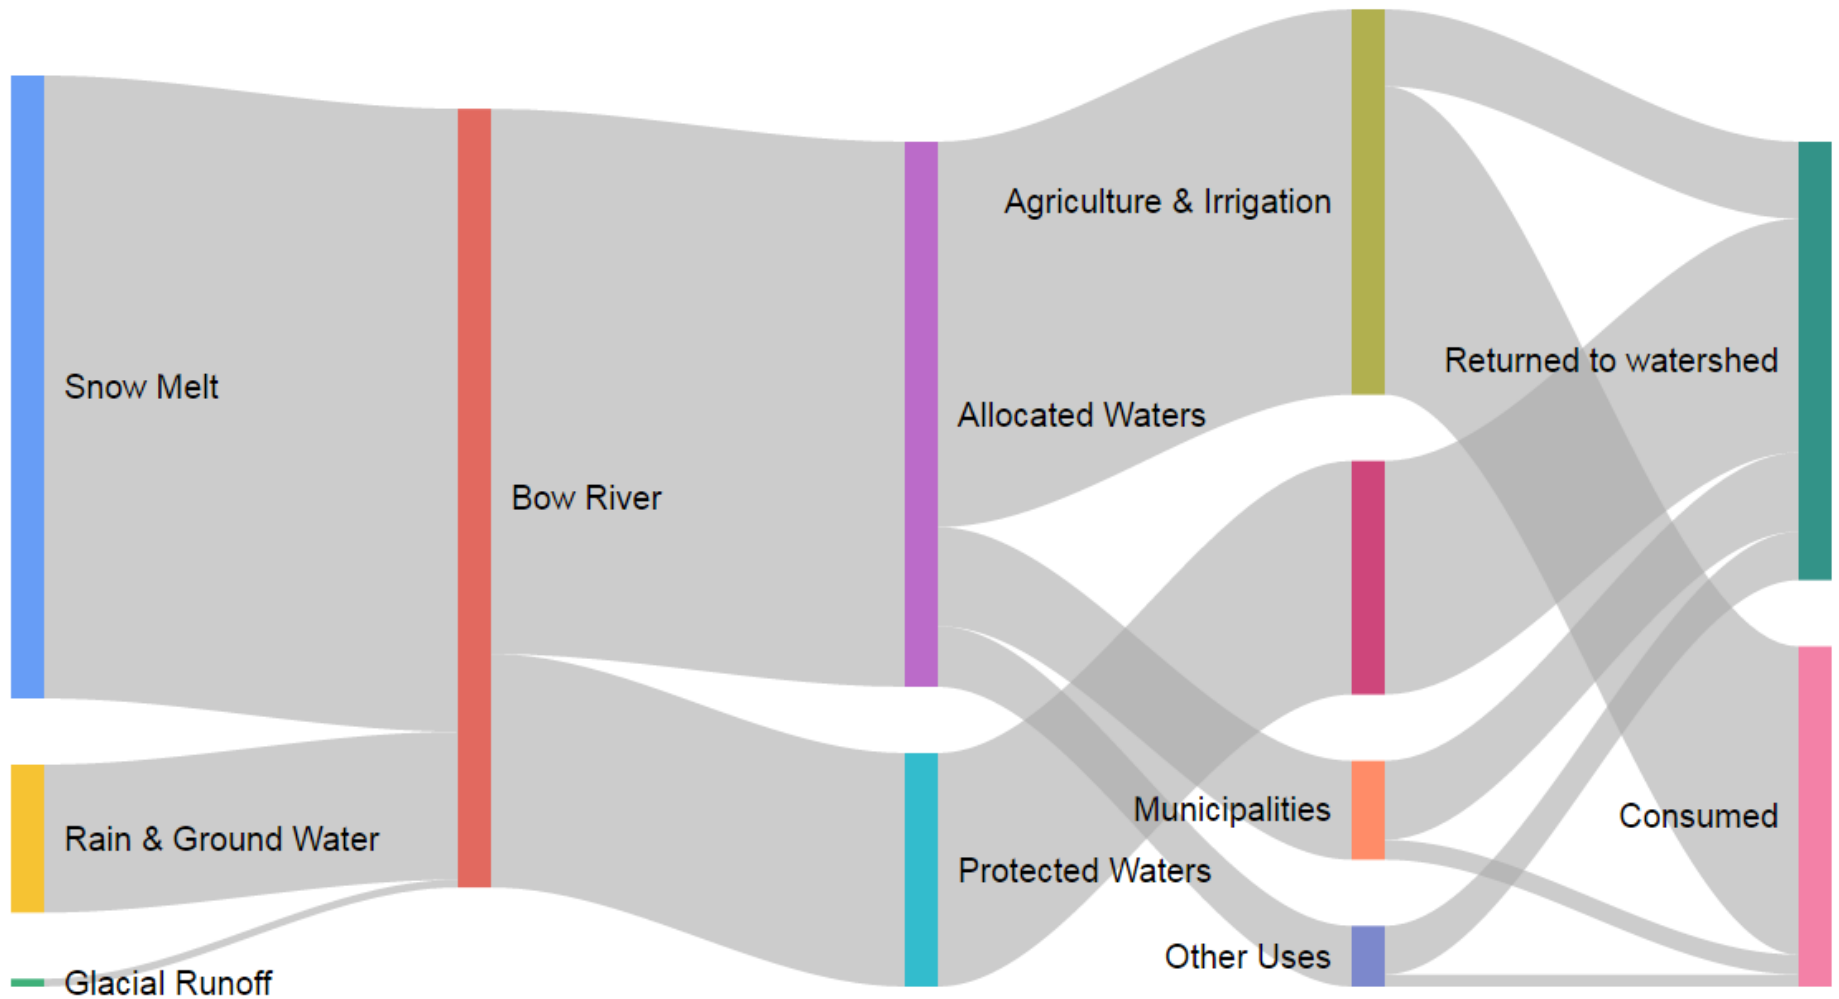 Snow Melt
Rain & Ground Water
Glacial Runoff
Bow River
Allocated Waters
Protected Waters
Agriculture & Irrigation
Municipalities
Other Uses
Returned to watershed
Consumed